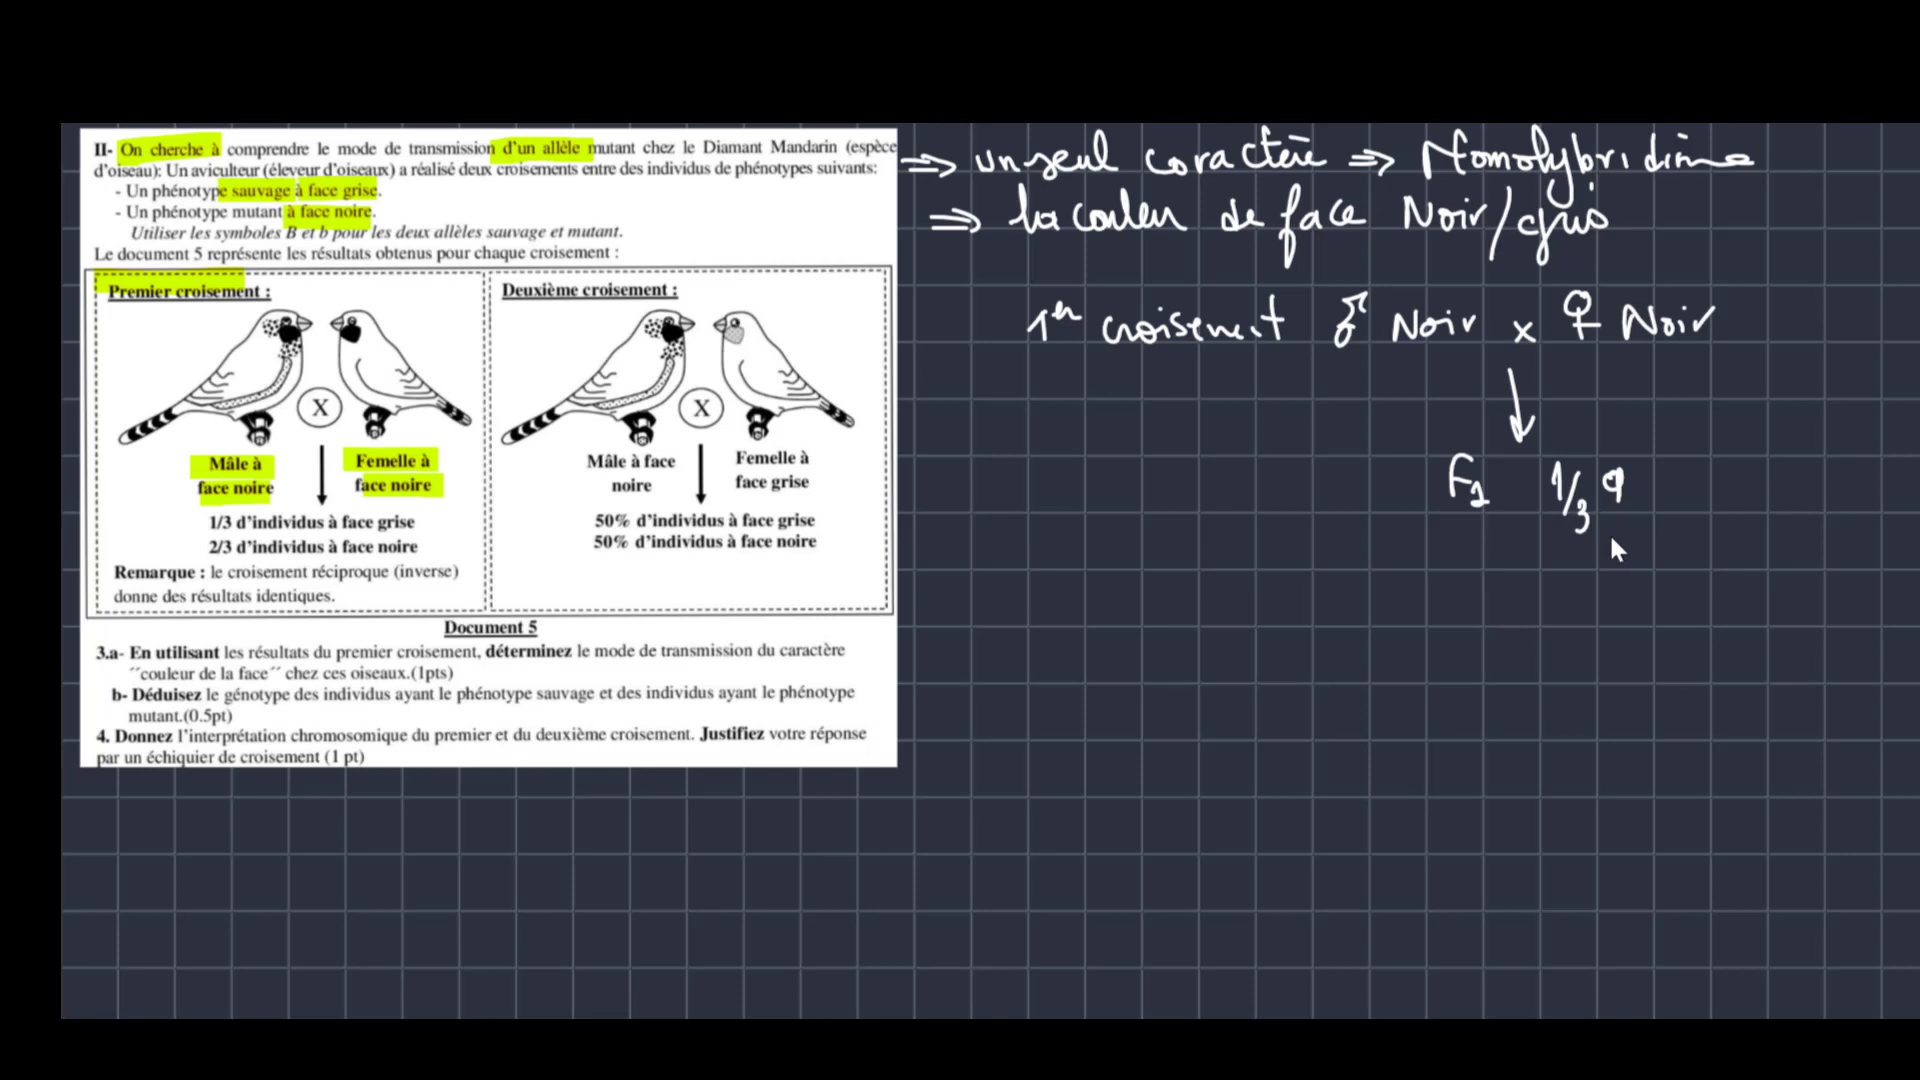 II- On cherche à comprendre le mode de transmission d'un allèle mutant chez le Diamant Mandarin (espèce
d'oiseau): Un aviculteur (éleveur d'oiseaux) a réalisé deux croisements entre des individus de phénotypes suivants:
- Un phénotype sauvage à face grise.
- Un phénotype mutant à face noire.
Utiliser les symboles B et b pour les deux allèles sauvage et mutant.
Le document 5 représente les résultats obtenus pour chaque croisement :
Premier croisement :
X
Mâle à
face noire
Femelle à
face noire
1/3 d'individus à face grise
2/3 d'individus à face noire
Remarque : le croisement réciproque (inverse)
donne des résultats identiques.
Deuxième croisement :
X
Mâle à face
noire
Femelle à
face grise
50% d'individus à face grise
50% d'individus à face noire
Document 5
3.a- En utilisant les résultats du premier croisement, déterminez le mode de transmission du caractère
´´couleur de la face´´ chez ces oiseaux.(1pts)
b- Déduisez le génotype des individus ayant le phénotype sauvage et des individus ayant le phénotype
mutant.(0.5pt)
4. Donnez l'interprétation chromosomique du premier et du deuxième croisement. Justifiez votre réponse
par un échiquier de croisement (1 pt)
⇒ un seul caractère ⇒
⇒ la couleur de face Noir/gris
1er croisement ♂ Noir x ♀ Noir
↓
F1 1/3